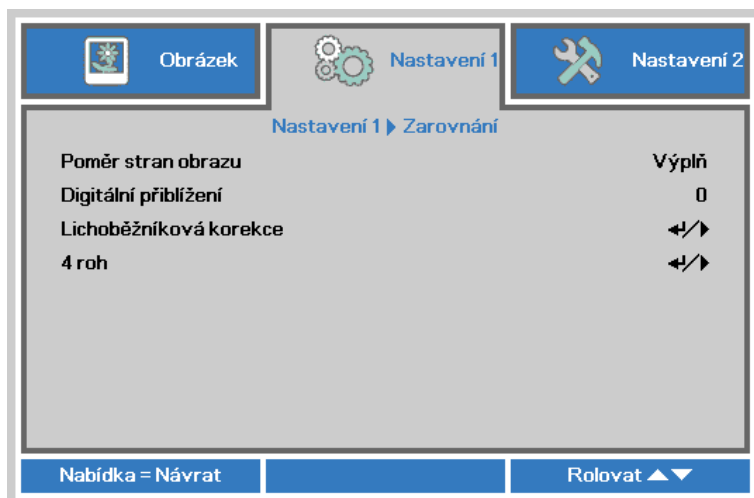 Obrázek
Nastavení 1
Nastavení 2
Nastavení 1 ▶ Zarovnání
Poměr stran obrazu Výplň
Digitální přiblížení 0
Lichoběžníková korekce ↵/▶
4 roh ↵/▶
Nabídka = Návrat
Rolovat ▲▼